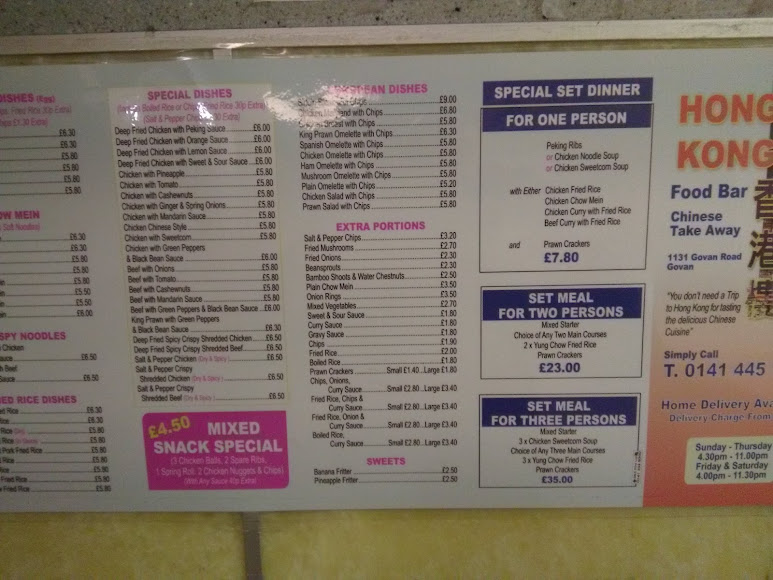 DISHES
£6.30
£5.80
£5.80
£5.80
£5.80
OW MEIN
(Soft Noodles)
£6.30
£6.30
£5.80
£5.80
£5.80
£5.80
£6.00
SPY NOODLES
Chicken
Sauce £6.50
h Beef
Sauce £6.50
IED RICE DISHES
ed Rice £6.30
Rice £6.30
Rice £5.80
Rice £5.80
Pork Fried Rice £5.80
Rice £5.80
Rice £5.80
Rice £5.80
Fried Rice £5.80
SPECIAL DISHES
Boiled Rice or Chips, Fried Rice 30p Extra)
(Salt & Pepper Chips
Deep Fried Chicken with Peking Sauce £6.00
Deep Fried Chicken with Orange Sauce £6.00
Deep Fried Chicken with Lemon Sauce £6.00
Deep Fried Chicken with Sweet & Sour Sauce £6.00
Chicken with Pineapple £5.80
Chicken with Tomato £5.80
Chicken with Cashewnuts £5.80
Chicken with Ginger & Spring Onions £5.80
Chicken with Mandarin Sauce £5.80
Chicken Chinese Style £5.80
Chicken with Sweetcorn £5.80
Chicken with Green Peppers
& Black Bean Sauce £6.00
Beef with Onions £5.80
Beef with Tomato £5.80
Beef with Cashewnuts £5.80
Beef with Mandarin Sauce £5.80
Beef with Green Peppers & Black Bean Sauce £6.00
King Prawn with Green Peppers
& Black Bean Sauce £6.30
Deep Fried Spicy Crispy Shredded Chicken £6.50
Deep Fried Spicy Crispy Shredded Beef £6.50
Salt & Pepper Chicken (Dry & Spicy) £6.50
Salt & Pepper Crispy
Shredded Chicken (Dry & Spicy) £6.50
Salt & Pepper Crispy
Shredded Beef (Dry & Spicy) £6.50
£4.50 MIXED
SNACK SPECIAL
(3 Chicken Balls, 2 Spare Ribs,
1 Spring Roll, 2 Chicken Nuggets & Chips)
(With Any Sauce 40p Extra)
DISHES
£9.00
with Chips £6.80
Breast with Chips £5.80
King Prawn Omelette with Chips £6.30
Spanish Omelette with Chips £5.80
Chicken Omelette with Chips £5.80
Ham Omelette with Chips £5.80
Mushroom Omelette with Chips £5.80
Plain Omelette with Chips £5.20
Chicken Salad with Chips £5.80
Prawn Salad with Chips £5.80
EXTRA PORTIONS
Salt & Pepper Chips £3.20
Fried Mushrooms £2.70
Fried Onions £2.30
Beansprouts £2.30
Bamboo Shoots & Water Chestnuts £2.50
Plain Chow Mein £3.50
Onion Rings £3.50
Mixed Vegetables £2.70
Sweet & Sour Sauce £1.80
Curry Sauce £1.80
Gravy Sauce £1.80
Chips £1.90
Fried Rice £2.00
Boiled Rice £1.80
Prawn Crackers Small £1.40 Large £1.80
Chips, Onions,
Curry Sauce Small £2.80 Large £3.40
Fried Rice, Chips &
Curry Sauce Small £2.80 Large £3.40
Fried Rice, Onion &
Curry Sauce Small £2.80 Large £3.40
Boiled Rice,
Curry Sauce Small £2.80 Large £3.40
SWEETS
Banana Fritter £2.50
Pineapple Fritter £2.50
SPECIAL SET DINNER
FOR ONE PERSON
Peking Ribs
or Chicken Noodle Soup
or Chicken Sweetcorn Soup
with Either Chicken Fried Rice
Chicken Chow Mein
Chicken Curry with Fried Rice
Beef Curry with Fried Rice
and Prawn Crackers
£7.80
SET MEAL
FOR TWO PERSONS
Mixed Starter
Choice of Any Two Main Courses
2 x Yung Chow Fried Rice
Prawn Crackers
£23.00
SET MEAL
FOR THREE PERSONS
Mixed Starter
3 x Chicken Sweetcorn Soup
Choice of Any Three Main Courses
3 x Yung Chow Fried Rice
Prawn Crackers
£35.00
HONG
KONG
Food Bar
Chinese
Take Away
香港
1131 Govan Road
Govan
"You don't need a Trip
to Hong Kong for tasting
the delicious Chinese
Cuisine"
Simply Call
T. 0141 445
Home Delivery Ava
-Delivery Charge From
Sunday - Thursday
4.30pm - 11.00pm
Friday & Saturday
4.00pm - 11.30pm